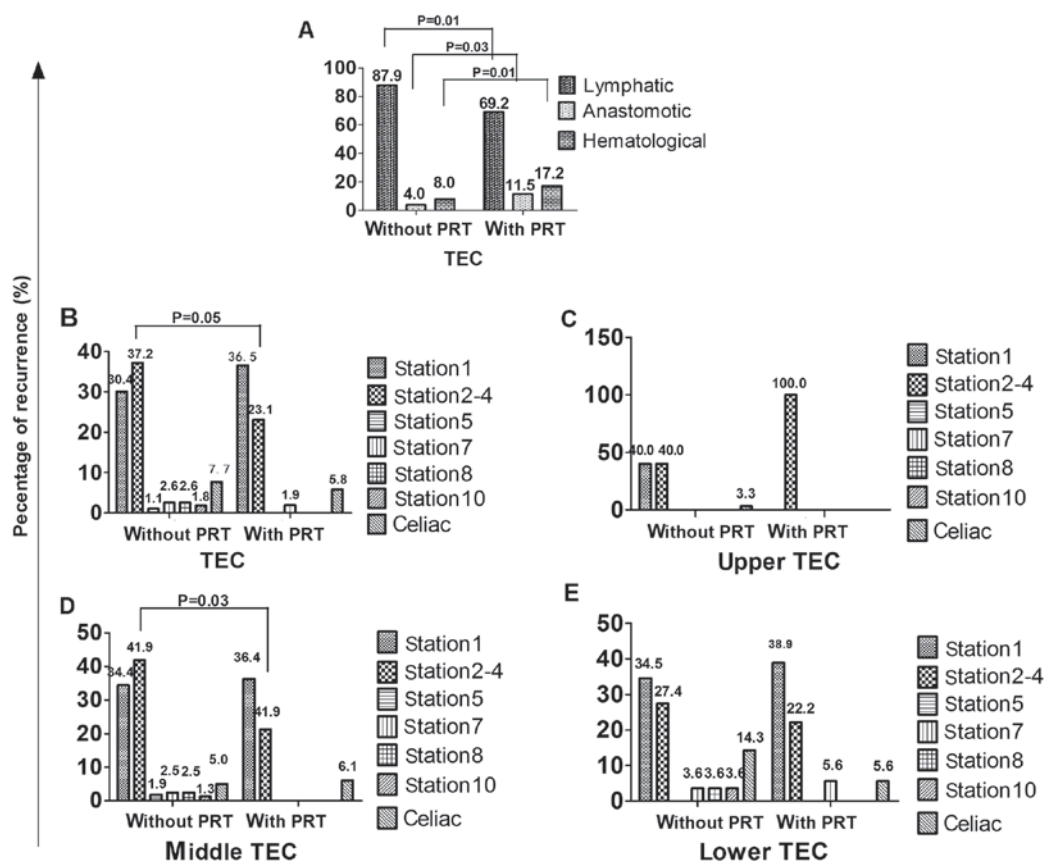 Pecentage of recurrence (%)
A
P=0.01
P=0.03
P=0.01
100
80
60
40
20
0
87.9
4.0
8.0
69.2
11.5
17.2
Without PRT
With PRT
TEC
Lymphatic
Anastomotic
Hematological
B
P=0.05
40
30
20
10
0
30.4
37.2
1.1
2.6
2.6
1.8
7.7
36.5
23.1
1.9
5.8
Without PRT
With PRT
TEC
Station1
Station2-4
Station5
Station7
Station8
Station10
Celiac
C
150
100
50
0
40.0
40.0
3.3
100.0
Without PRT
With PRT
Upper TEC
Station1
Station2-4
Station5
Station7
Station8
Station10
Celiac
D
P=0.03
50
40
30
20
10
0
34.4
41.9
1.9
2.5
2.5
1.3
5.0
36.4
41.9
6.1
Without PRT
With PRT
Middle TEC
Station1
Station2-4
Station5
Station7
Station8
Station10
Celiac
E
50
40
30
20
10
0
34.5
27.4
3.6
3.6
3.6
14.3
38.9
22.2
5.6
5.6
Without PRT
With PRT
Lower TEC
Station1
Station2-4
Station5
Station7
Station8
Station10
Celiac